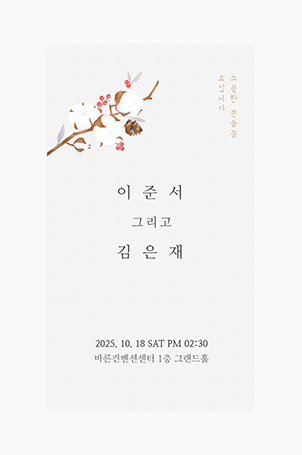 소중한 분들을
모십니다
이준서
그리고
김은재
2025. 10. 18 SAT PM 02:30
바른컨벤션센터 1층 그랜드홀